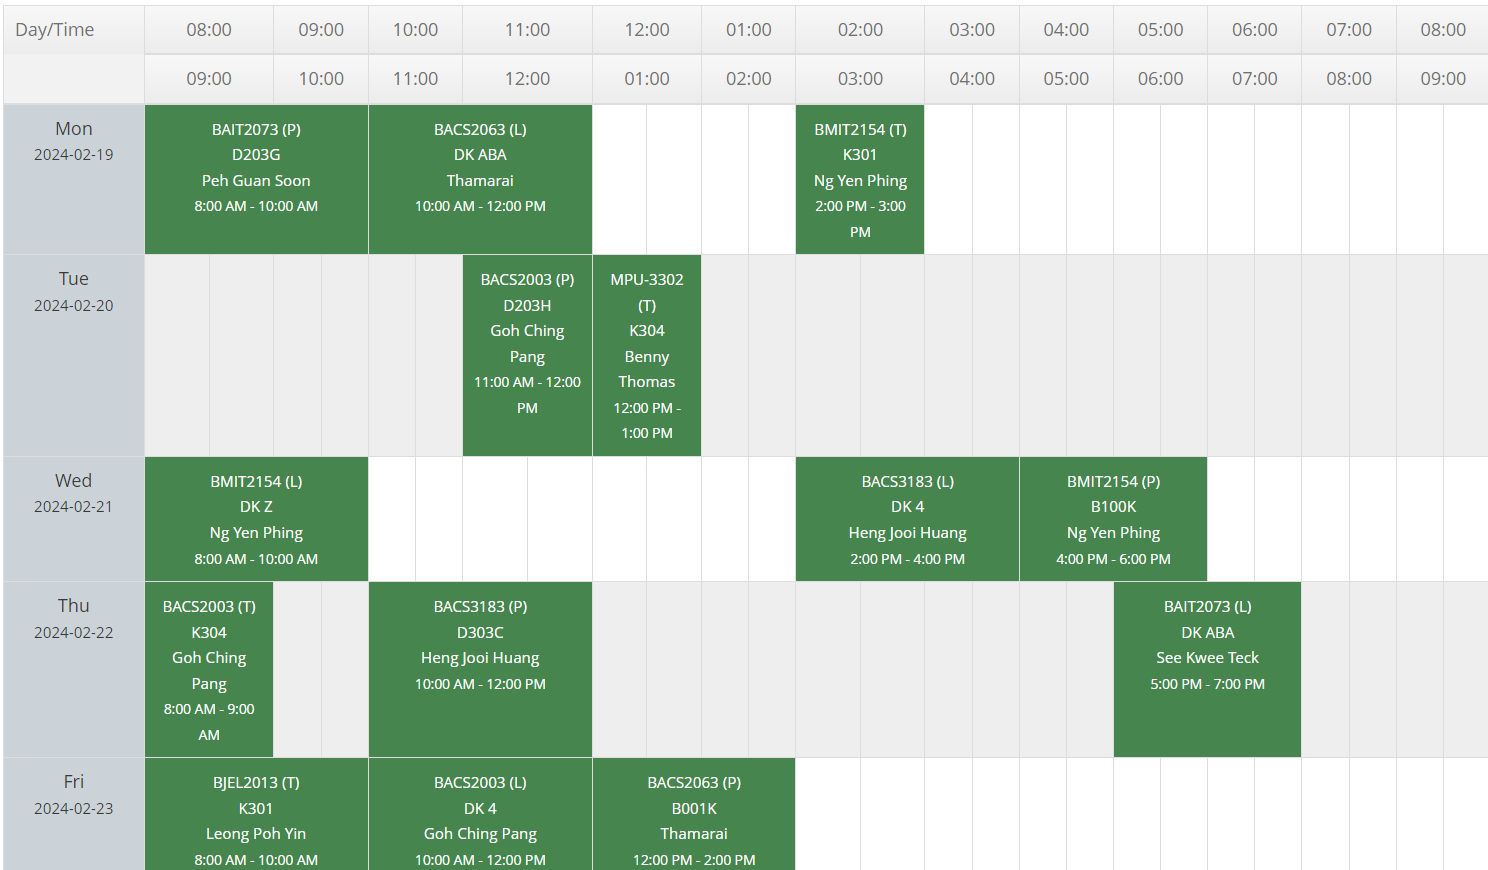 Day/Time 08:00 09:00 10:00 11:00 12:00 01:00 02:00 03:00 04:00 05:00 06:00 07:00 08:00
09:00 10:00 11:00 12:00 01:00 02:00 03:00 04:00 05:00 06:00 07:00 08:00 09:00
Mon
2024-02-19
BAIT2073 (P)
D203G
Peh Guan Soon
8:00 AM - 10:00 AM
BACS2063 (L)
DK ABA
Thamarai
10:00 AM - 12:00 PM
BMIT2154 (T)
K301
Ng Yen Phing
2:00 PM - 3:00
PM
Tue
2024-02-20
BACS2003 (P)
D203H
Goh Ching
Pang
11:00 AM - 12:00
PM
MPU-3302
(T)
K304
Benny
Thomas
12:00 PM -
1:00 PM
Wed
2024-02-21
BMIT2154 (L)
DK Z
Ng Yen Phing
8:00 AM - 10:00 AM
BACS3183 (L)
DK 4
Heng Jooi Huang
2:00 PM - 4:00 PM
BMIT2154 (P)
B100K
Ng Yen Phing
4:00 PM - 6:00 PM
Thu
2024-02-22
BACS2003 (T)
K304
Goh Ching
Pang
8:00 AM - 9:00
AM
BACS3183 (P)
D303C
Heng Jooi Huang
10:00 AM - 12:00 PM
BAIT2073 (L)
DK ABA
See Kwee Teck
5:00 PM - 7:00 PM
Fri
2024-02-23
BJEL2013 (T)
K301
Leong Poh Yin
8:00 AM - 10:00 AM
BACS2003 (L)
DK 4
Goh Ching Pang
10:00 AM - 12:00 PM
BACS2063 (P)
B001K
Thamarai
12:00 PM - 2:00 PM